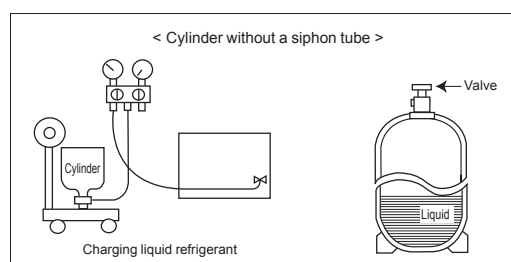 < Cylinder without a siphon tube >
Valve
Cylinder
Liquid
Charging liquid refrigerant